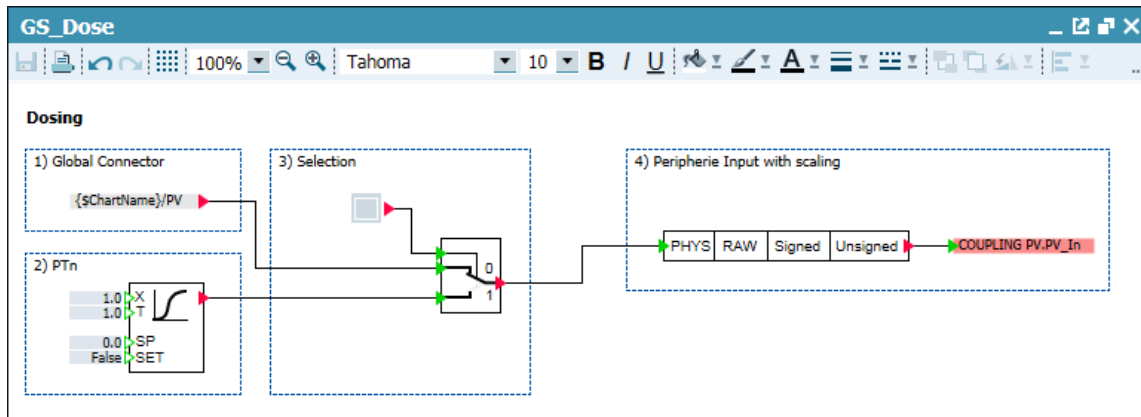 GS_Dose
100% Tahoma 10 B I U A
Dosing
1) Global Connector
{$ChartName}/PV
2) PTn
1.0 X
1.0 T
0.0 SP
False SET
3) Selection
0
1
4) Peripherie Input with scaling
PHYS RAW Signed Unsigned COUPLING PV.PV_In